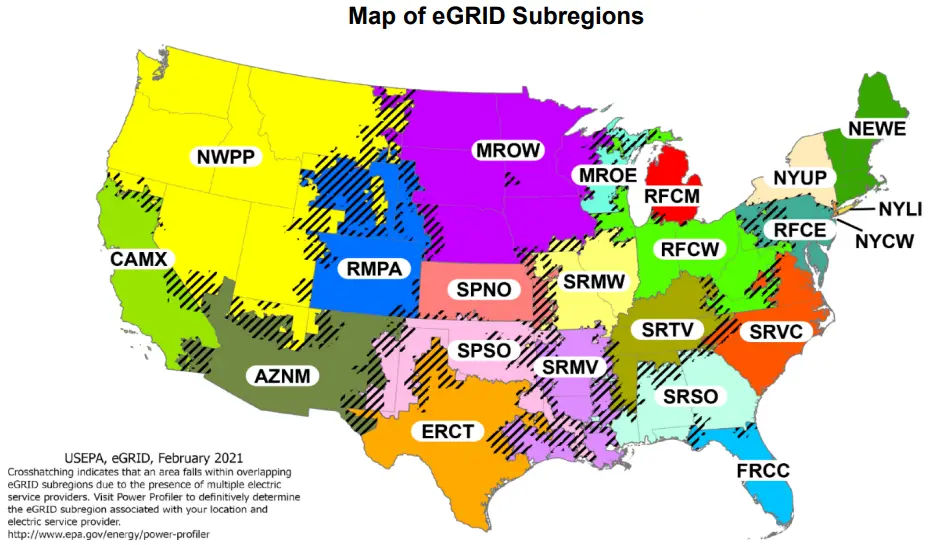 Map of eGRID Subregions
NEWE
NWPP
MROW
MROE
NYUP
RFCM
NYLI
RFCE
NYCW
RFCW
CAMX
RMPA
SRMW
SPNO
SRTV
SRVC
SPSO
SRMV
AZNM
SRSO
ERCT
FRCC
USEPA, eGRID, February 2021
Crosshatching indicates that an area falls within overlapping
eGRID subregions due to the presence of multiple electric
service providers. Visit Power Profiler to definitively determine
the eGRID subregion associated with your location and
electric service provider.
http://www.epa.gov/energy/power-profiler